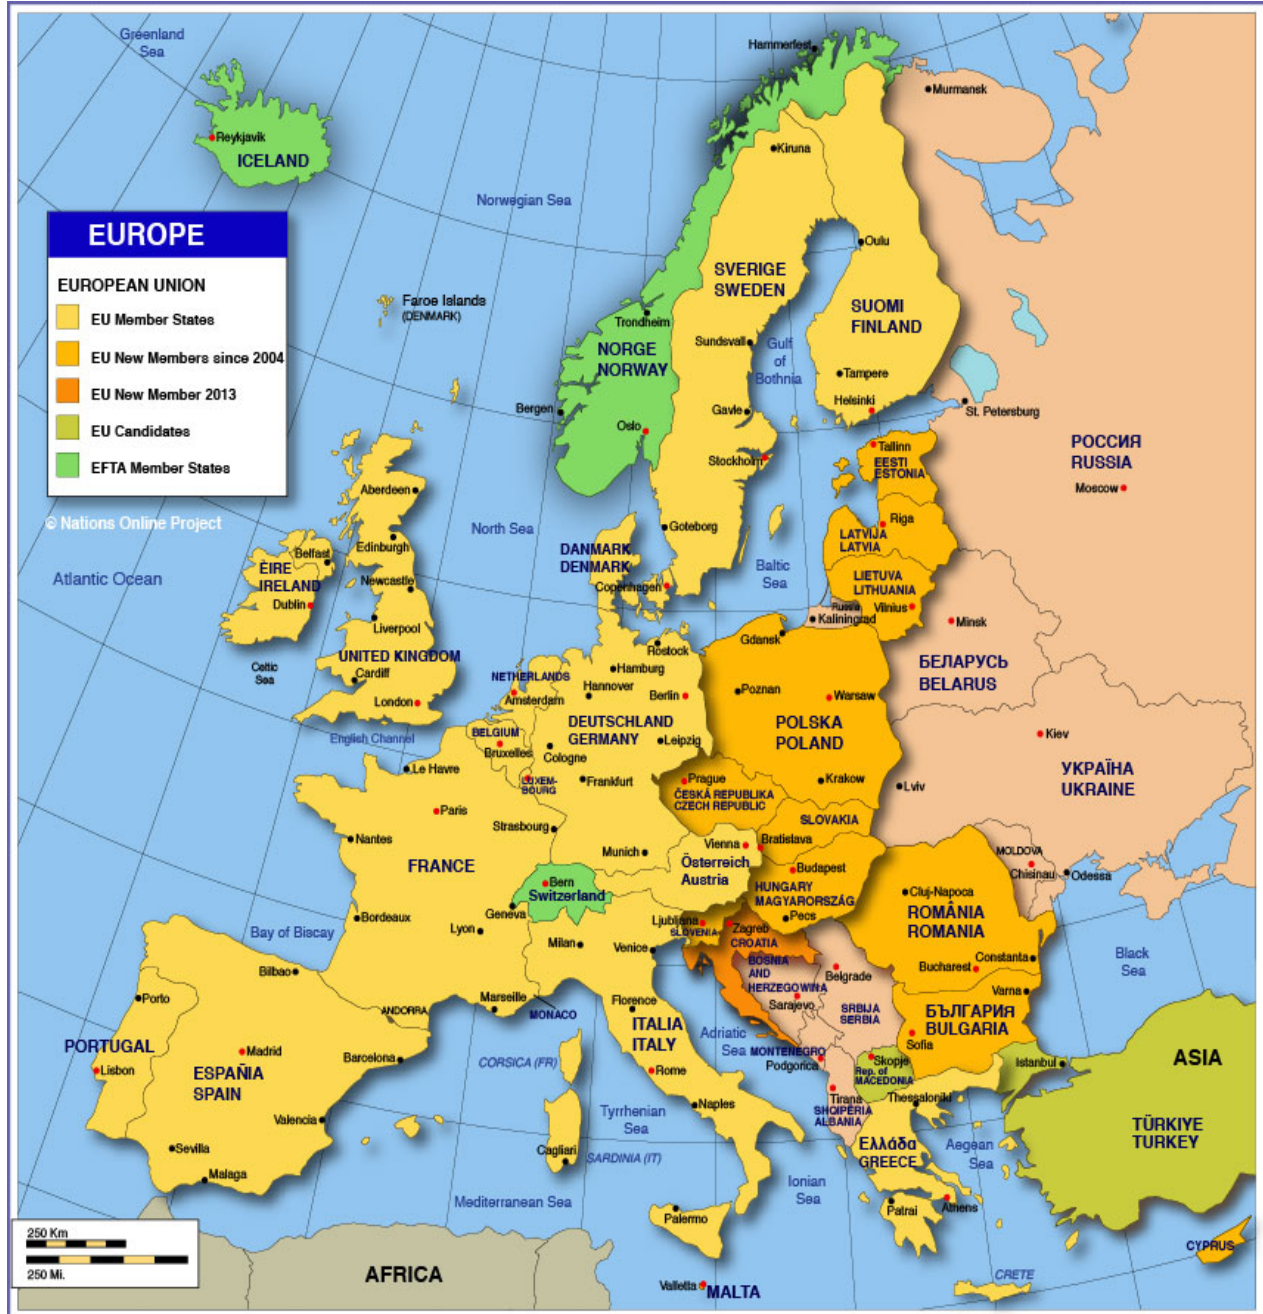 Greenland
Sea
Hammerfest
Murmansk
Reykjavik
ICELAND
Kiruna
Norwegian Sea
EUROPE
EUROPEAN UNION
EU Member States
EU New Members since 2004
EU New Member 2013
EU Candidates
EFTA Member States
© Nations Online Project
Faroe Islands
(DENMARK)
Oulu
SVERIGE
SWEDEN
SUOMI
FINLAND
Trondheim
NORGE
NORWAY
Sundsvall
Gulf
of
Bothnia
Tampere
Helsinki
Bergen
Gavle
St. Petersburg
Oslo
Stockholm
Tallinn
EESTI
ESTONIA
РОССИЯ
RUSSIA
Moscow
Aberdeen
North Sea
Goteborg
Riga
LATVIJA
LATVIA
Edinburgh
Belfast
ÈIRE
IRELAND
Dublin
Newcastle
Atlantic Ocean
DANMARK
DENMARK
Copenhagen
Baltic
Sea
LIETUVA
LITHUANIA
Vilnius
Russia
Kaliningrad
Minsk
Liverpool
Gdansk
Rostock
Celtic
Sea
UNITED KINGDOM
Cardiff
London
NETHERLANDS
Amsterdam
Hamburg
Hannover
Berlin
Poznan
Warsaw
БЕЛАРУСЬ
BELARUS
DEUTSCHLAND
GERMANY
POLSKA
POLAND
English Channel
BELGIUM
Bruxelles
Cologne
Leipzig
Kiev
Le Havre
LUXEM-
BOURG
Frankfurt
Prague
ČESKÁ REPUBLIKA
CZECH REPUBLIC
Krakow
Lviv
УКРАЇНА
UKRAINE
Paris
Strasbourg
SLOVAKIA
Nantes
Munich
Vienna
Bratislava
FRANCE
Österreich
Austria
Budapest
HUNGARY
MAGYARORSZÁG
Pecs
MOLDOVA
Chisinau
Odessa
Bern
Switzerland
Geneva
Cluj-Napoca
ROMÂNIA
ROMANIA
Bordeaux
Lyon
Bay of Biscay
Milan
Venice
Ljubljana
SLOVENIA
Zagreb
CROATIA
BOSNIA
AND
HERZEGOWINA
Sarajevo
Belgrade
SRBIJA
SERBIA
Bucharest
Constanta
Black
Sea
Bilbao
Varna
Porto
ANDORRA
Marseille
MONACO
Florence
ITALIA
ITALY
Adriatic
Sea
БЪЛГАРИЯ
BULGARIA
Sofia
PORTUGAL
Lisbon
Madrid
Barcelona
CORSICA (FR)
Rome
MONTENEGRO
Podgorica
Skopje
Rep. of
MACEDONIA
Istanbul
ASIA
ESPAÑIA
SPAIN
Valencia
Tyrrhenian
Sea
Naples
Tirana
SHQIPËRIA
ALBANIA
Thessaloniki
TÜRKIYE
TURKEY
Sevilla
Malaga
Cagliari
SARDINIA (IT)
Ελλάδα
GREECE
Aegean
Sea
Mediterranean Sea
Ionian
Sea
Palermo
Patrai
Athens
250 Km
250 Mi.
AFRICA
Valletta
MALTA
CRETE
CYPRUS